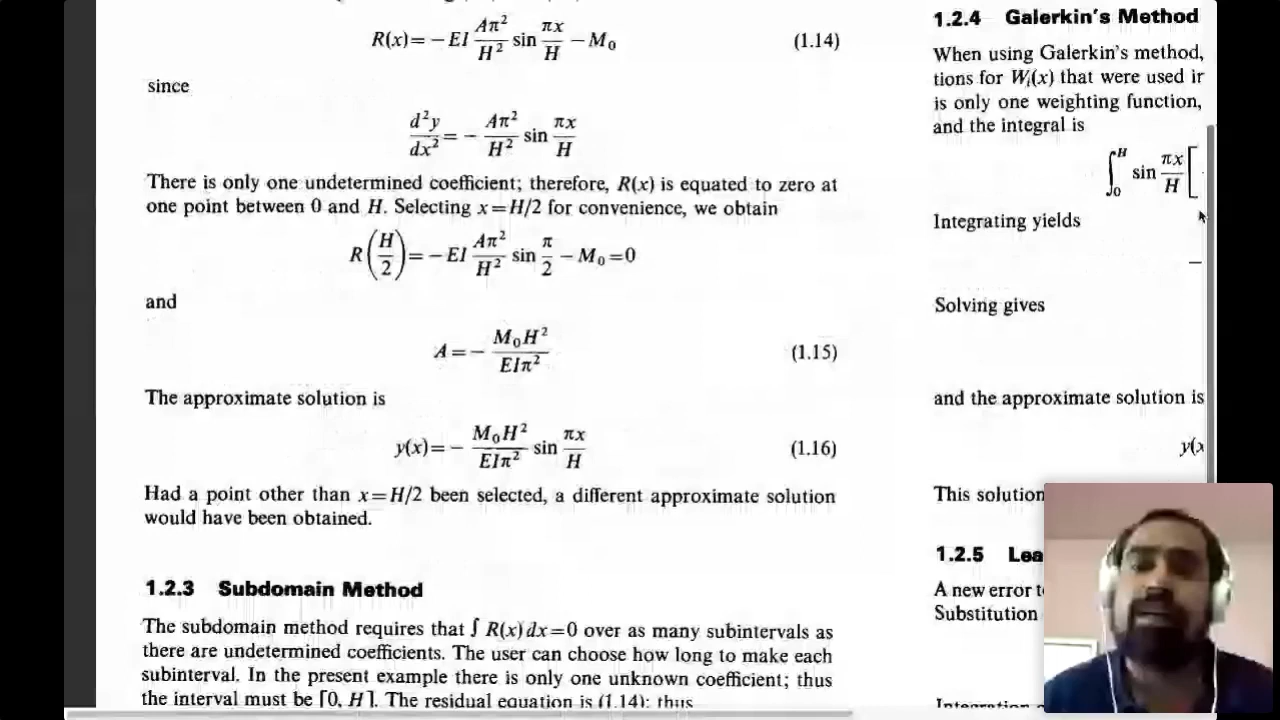 R(x)= − EI Aπ²/H² sin πx/H − M₀ (1.14)
since
d²y/dx² = − Aπ²/H² sin πx/H
There is only one undetermined coefficient; therefore, R(x) is equated to zero at
one point between 0 and H. Selecting x=H/2 for convenience, we obtain
R(H/2)= − EI Aπ²/H² sin π/2 − M₀=0
and
A= − M₀H²/EIπ² (1.15)
The approximate solution is
y(x)= − M₀H²/EIπ² sin πx/H (1.16)
Had a point other than x=H/2 been selected, a different approximate solution
would have been obtained.
1.2.3 Subdomain Method
The subdomain method requires that ∫ R(x)dx=0 over as many subintervals as
there are undetermined coefficients. The user can choose how long to make each
subinterval. In the present example there is only one unknown coefficient; thus
the interval must be [0, H]. The residual equation is (1.14); thus
1.2.4 Galerkin's Method
When using Galerkin's method,
tions for Wᵢ(x) that were used in
is only one weighting function,
and the integral is
∫₀ᴴ sin πx/H [
Integrating yields
−
Solving gives
and the approximate solution is
y(x
This solution
1.2.5 Lea
A new error t
Substitution
Integration